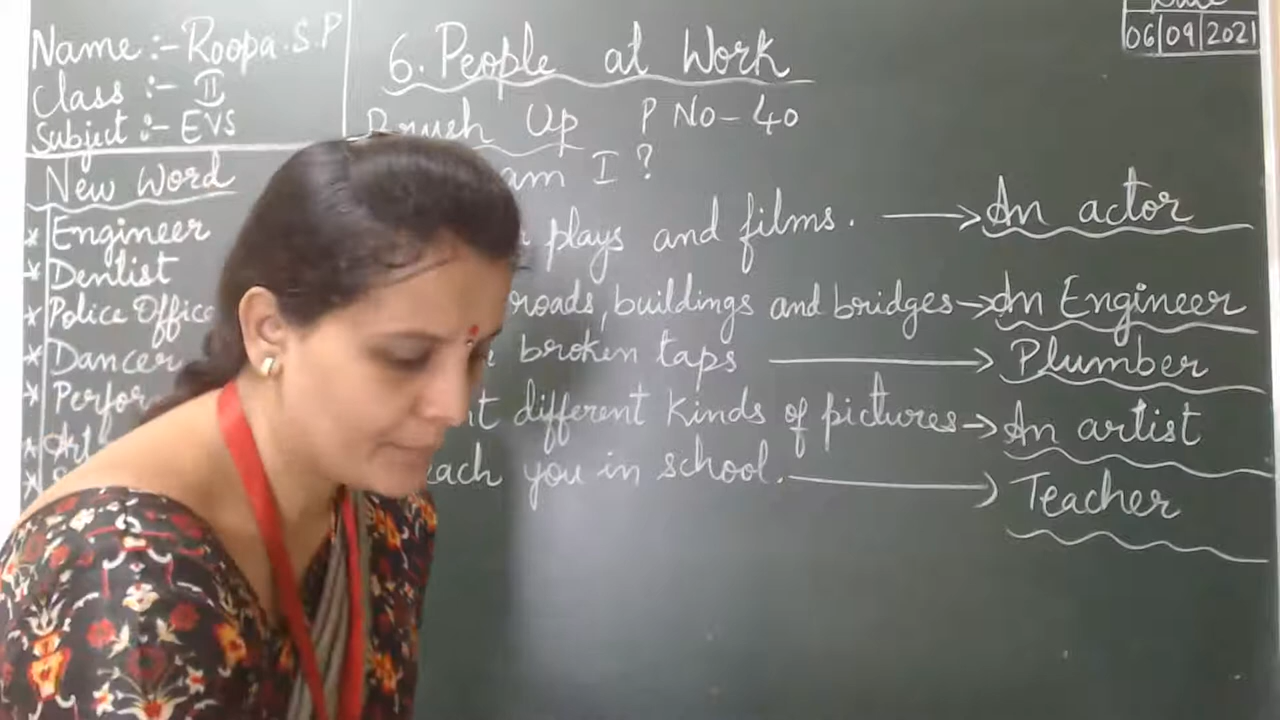 Name :- Roopa.S.P
Class :- II
Subject :- EVS
6. People at Work
Date
06 09 2021
Brush Up P No - 40
am I ?
New Word
* Engineer
* Dentist
* Police Office
* Dancer
* Perfor
*
*
plays and films. → An actor
roads, buildings and bridges → An Engineer
broken taps → Plumber
different kinds of pictures → An artist
each you in school. → Teacher